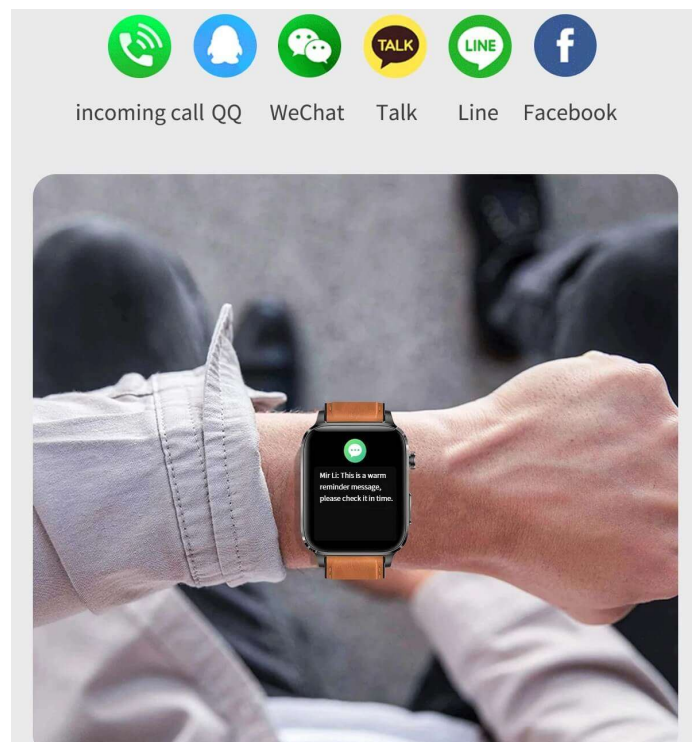 TALK
LINE
f
incoming call QQ WeChat Talk Line Facebook
Mir Li: This is a warm
reminder message,
please check it in time.